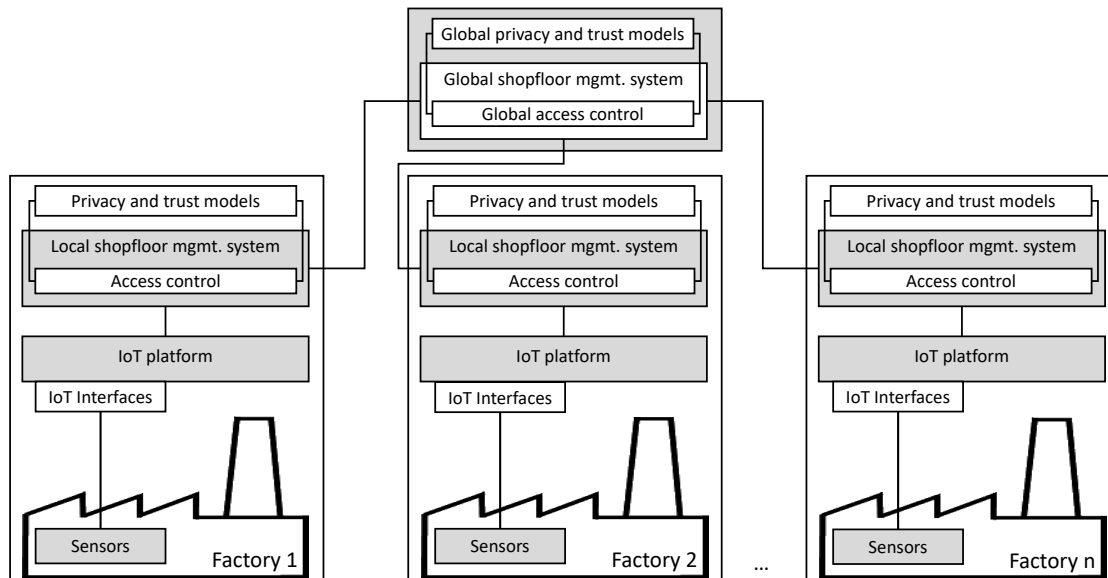 Global privacy and trust models
Global shopfloor mgmt. system
Global access control
Privacy and trust models
Local shopfloor mgmt. system
Access control
IoT platform
IoT Interfaces
Sensors
Factory 1
Privacy and trust models
Local shopfloor mgmt. system
Access control
IoT platform
IoT Interfaces
Sensors
Factory 2
...
Privacy and trust models
Local shopfloor mgmt. system
Access control
IoT platform
IoT Interfaces
Sensors
Factory n